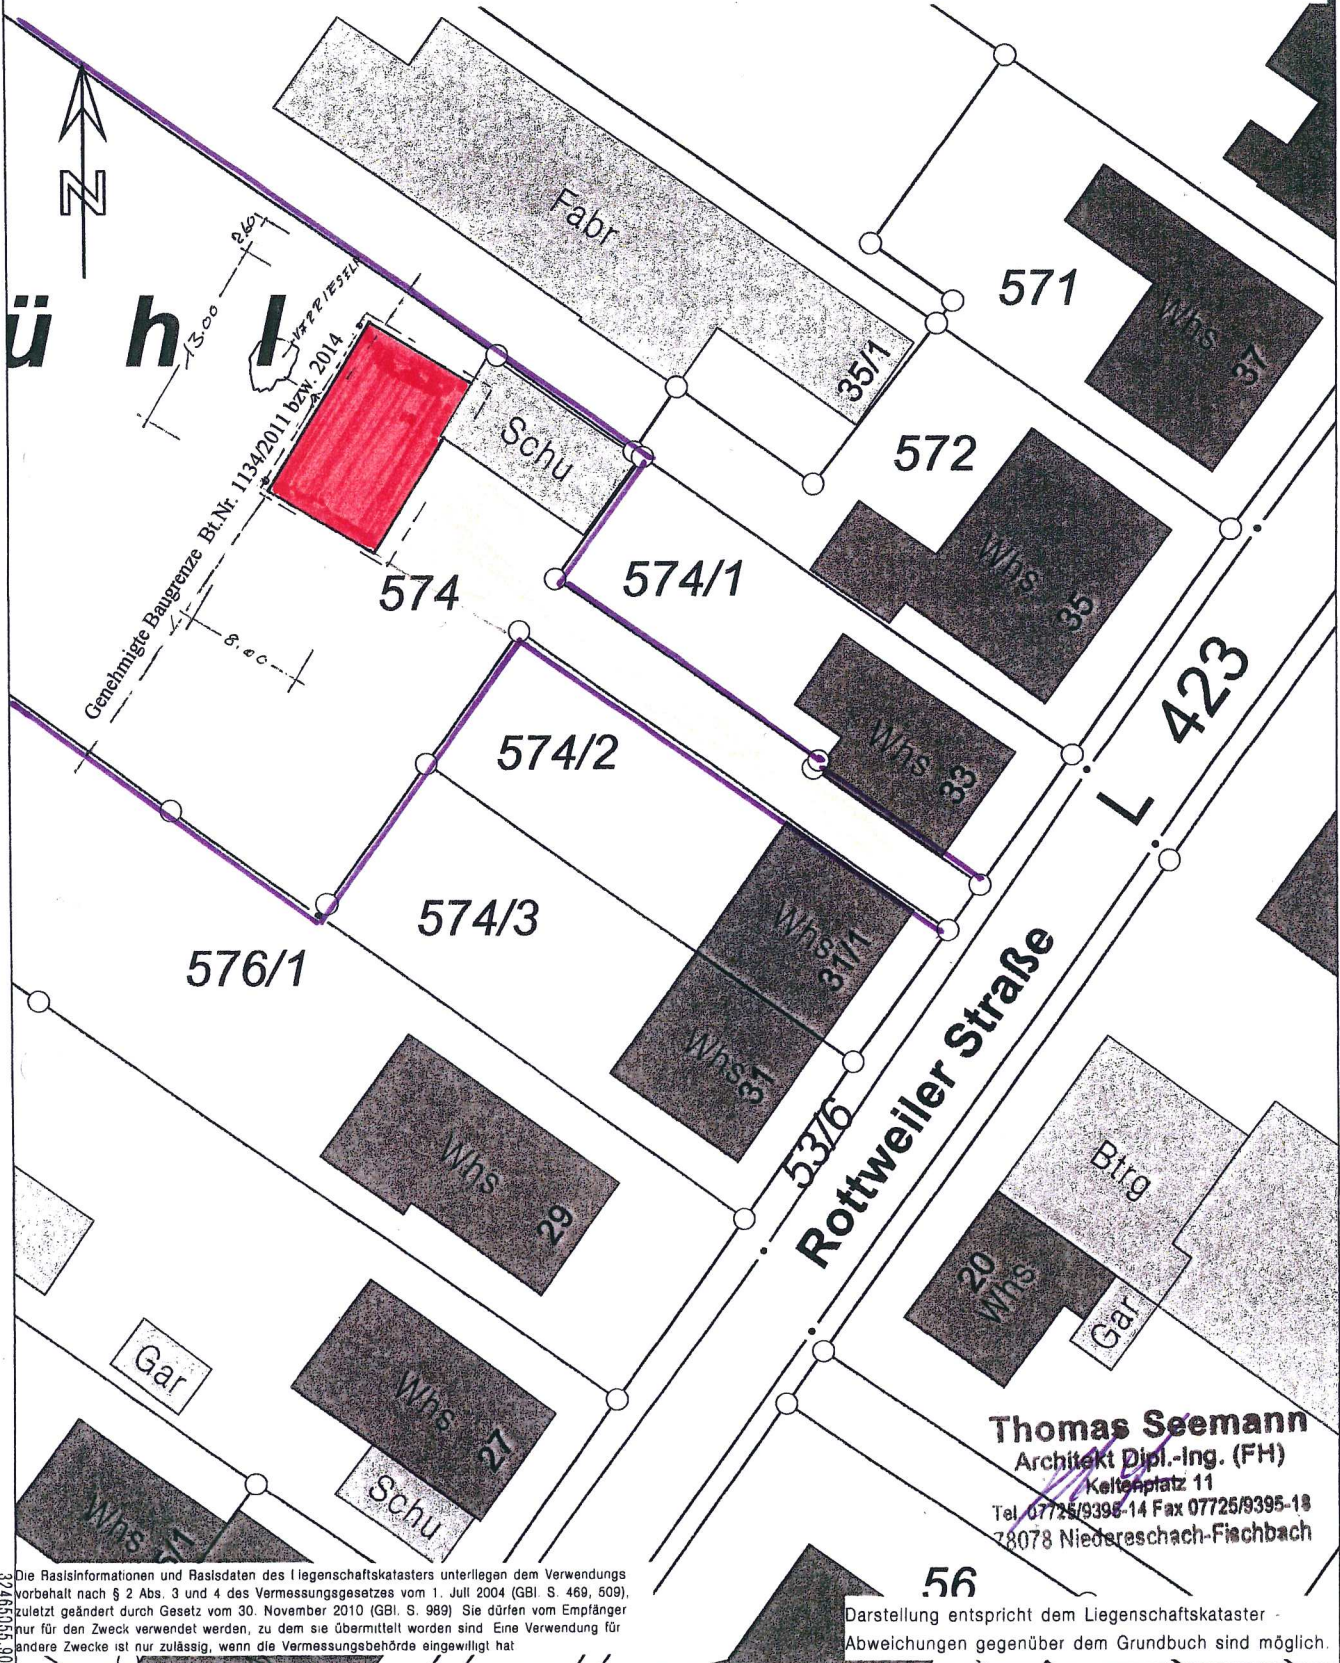 N
ü h l
Fabr
35/1
571
Whs 37
2.60
13.00
Genehmigte Baugrenze Bt.Nr. 1134/2011 bzw. 2014
Schu
572
Whs 35
574
574/1
8.00
L 423
574/2
Whs 33
574/3
Whs 31/1
576/1
Whs 31
Rottweiler Straße
53/6
Whs
29
Btrg
20
Whs
Gar
Gar
Whs
27
Schu
Whs
Thomas Seemann
Architekt Dipl.-Ing. (FH)
Keltenplatz 11
Tel. 07725/9395-14 Fax 07725/9395-18
78078 Niedereschach-Fischbach
56
Die Basisinformationen und Basisdaten des Liegenschaftskatasters unterliegen dem Verwendungs
vorbehalt nach § 2 Abs. 3 und 4 des Vermessungsgesetzes vom 1. Juli 2004 (GBl. S. 469, 509),
zuletzt geändert durch Gesetz vom 30. November 2010 (GBl. S. 989) Sie dürfen vom Empfänger
nur für den Zweck verwendet werden, zu dem sie übermittelt worden sind Eine Verwendung für
andere Zwecke ist nur zulässig, wenn die Vermessungsbehörde eingewilligt hat
Darstellung entspricht dem Liegenschaftskataster -
Abweichungen gegenüber dem Grundbuch sind möglich.